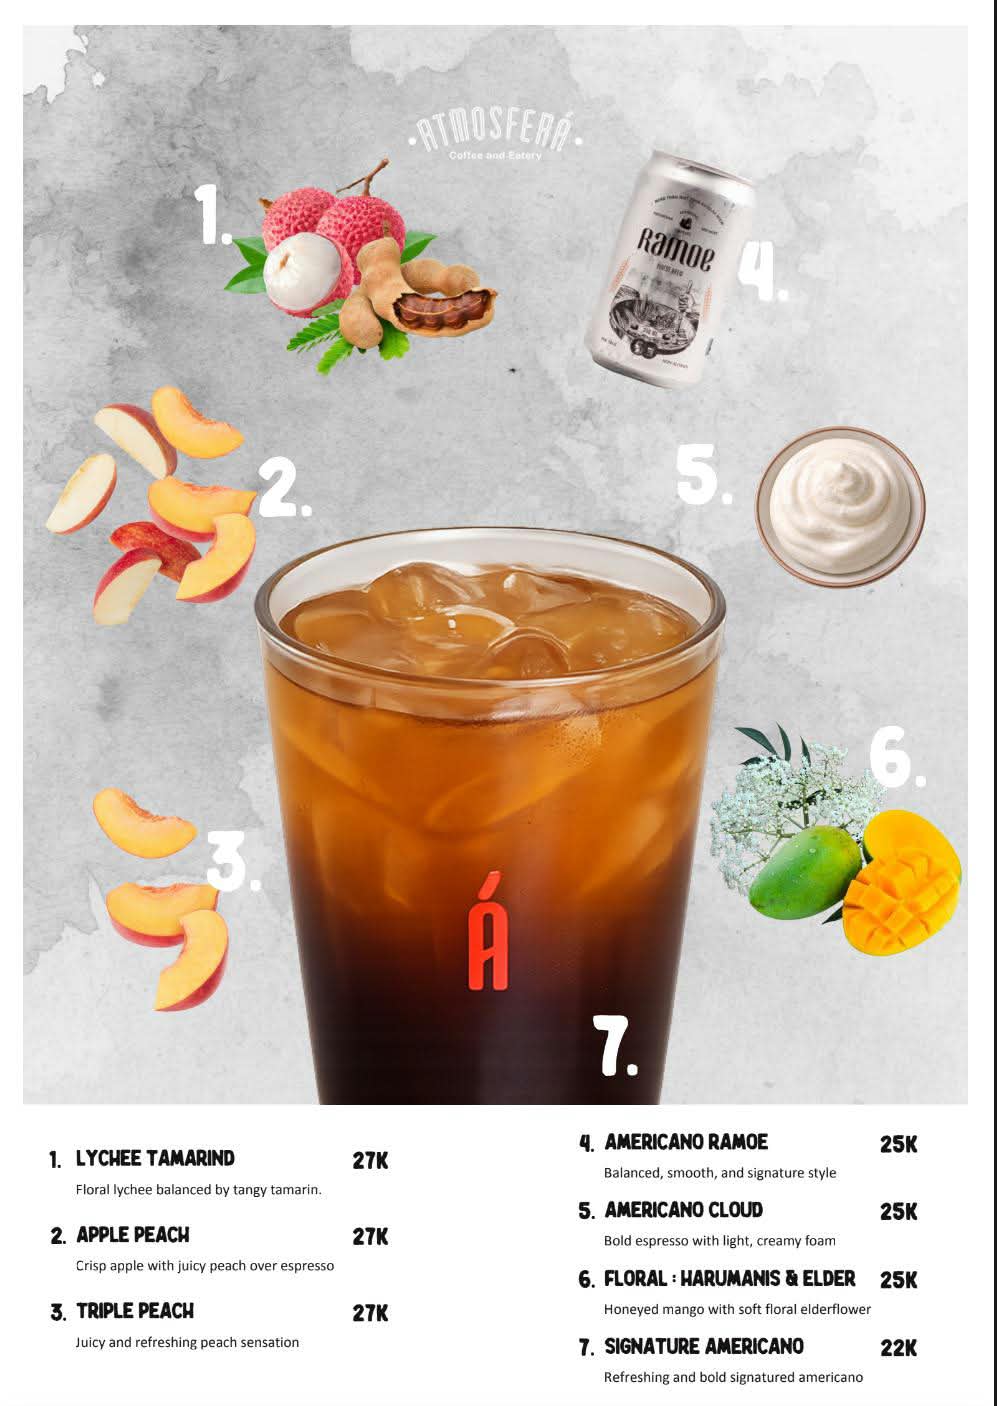 ATMOSFERÁ
Coffee and Eatery
1.
Ramoe
4.
2.
5.
6.
3.
Á
7.
1. LYCHEE TAMARIND 27K
Floral lychee balanced by tangy tamarin.
2. APPLE PEACH 27K
Crisp apple with juicy peach over espresso
3. TRIPLE PEACH 27K
Juicy and refreshing peach sensation
4. AMERICANO RAMOE 25K
Balanced, smooth, and signature style
5. AMERICANO CLOUD 25K
Bold espresso with light, creamy foam
6. FLORAL : HARUMANIS & ELDER 25K
Honeyed mango with soft floral elderflower
7. SIGNATURE AMERICANO 22K
Refreshing and bold signatured americano